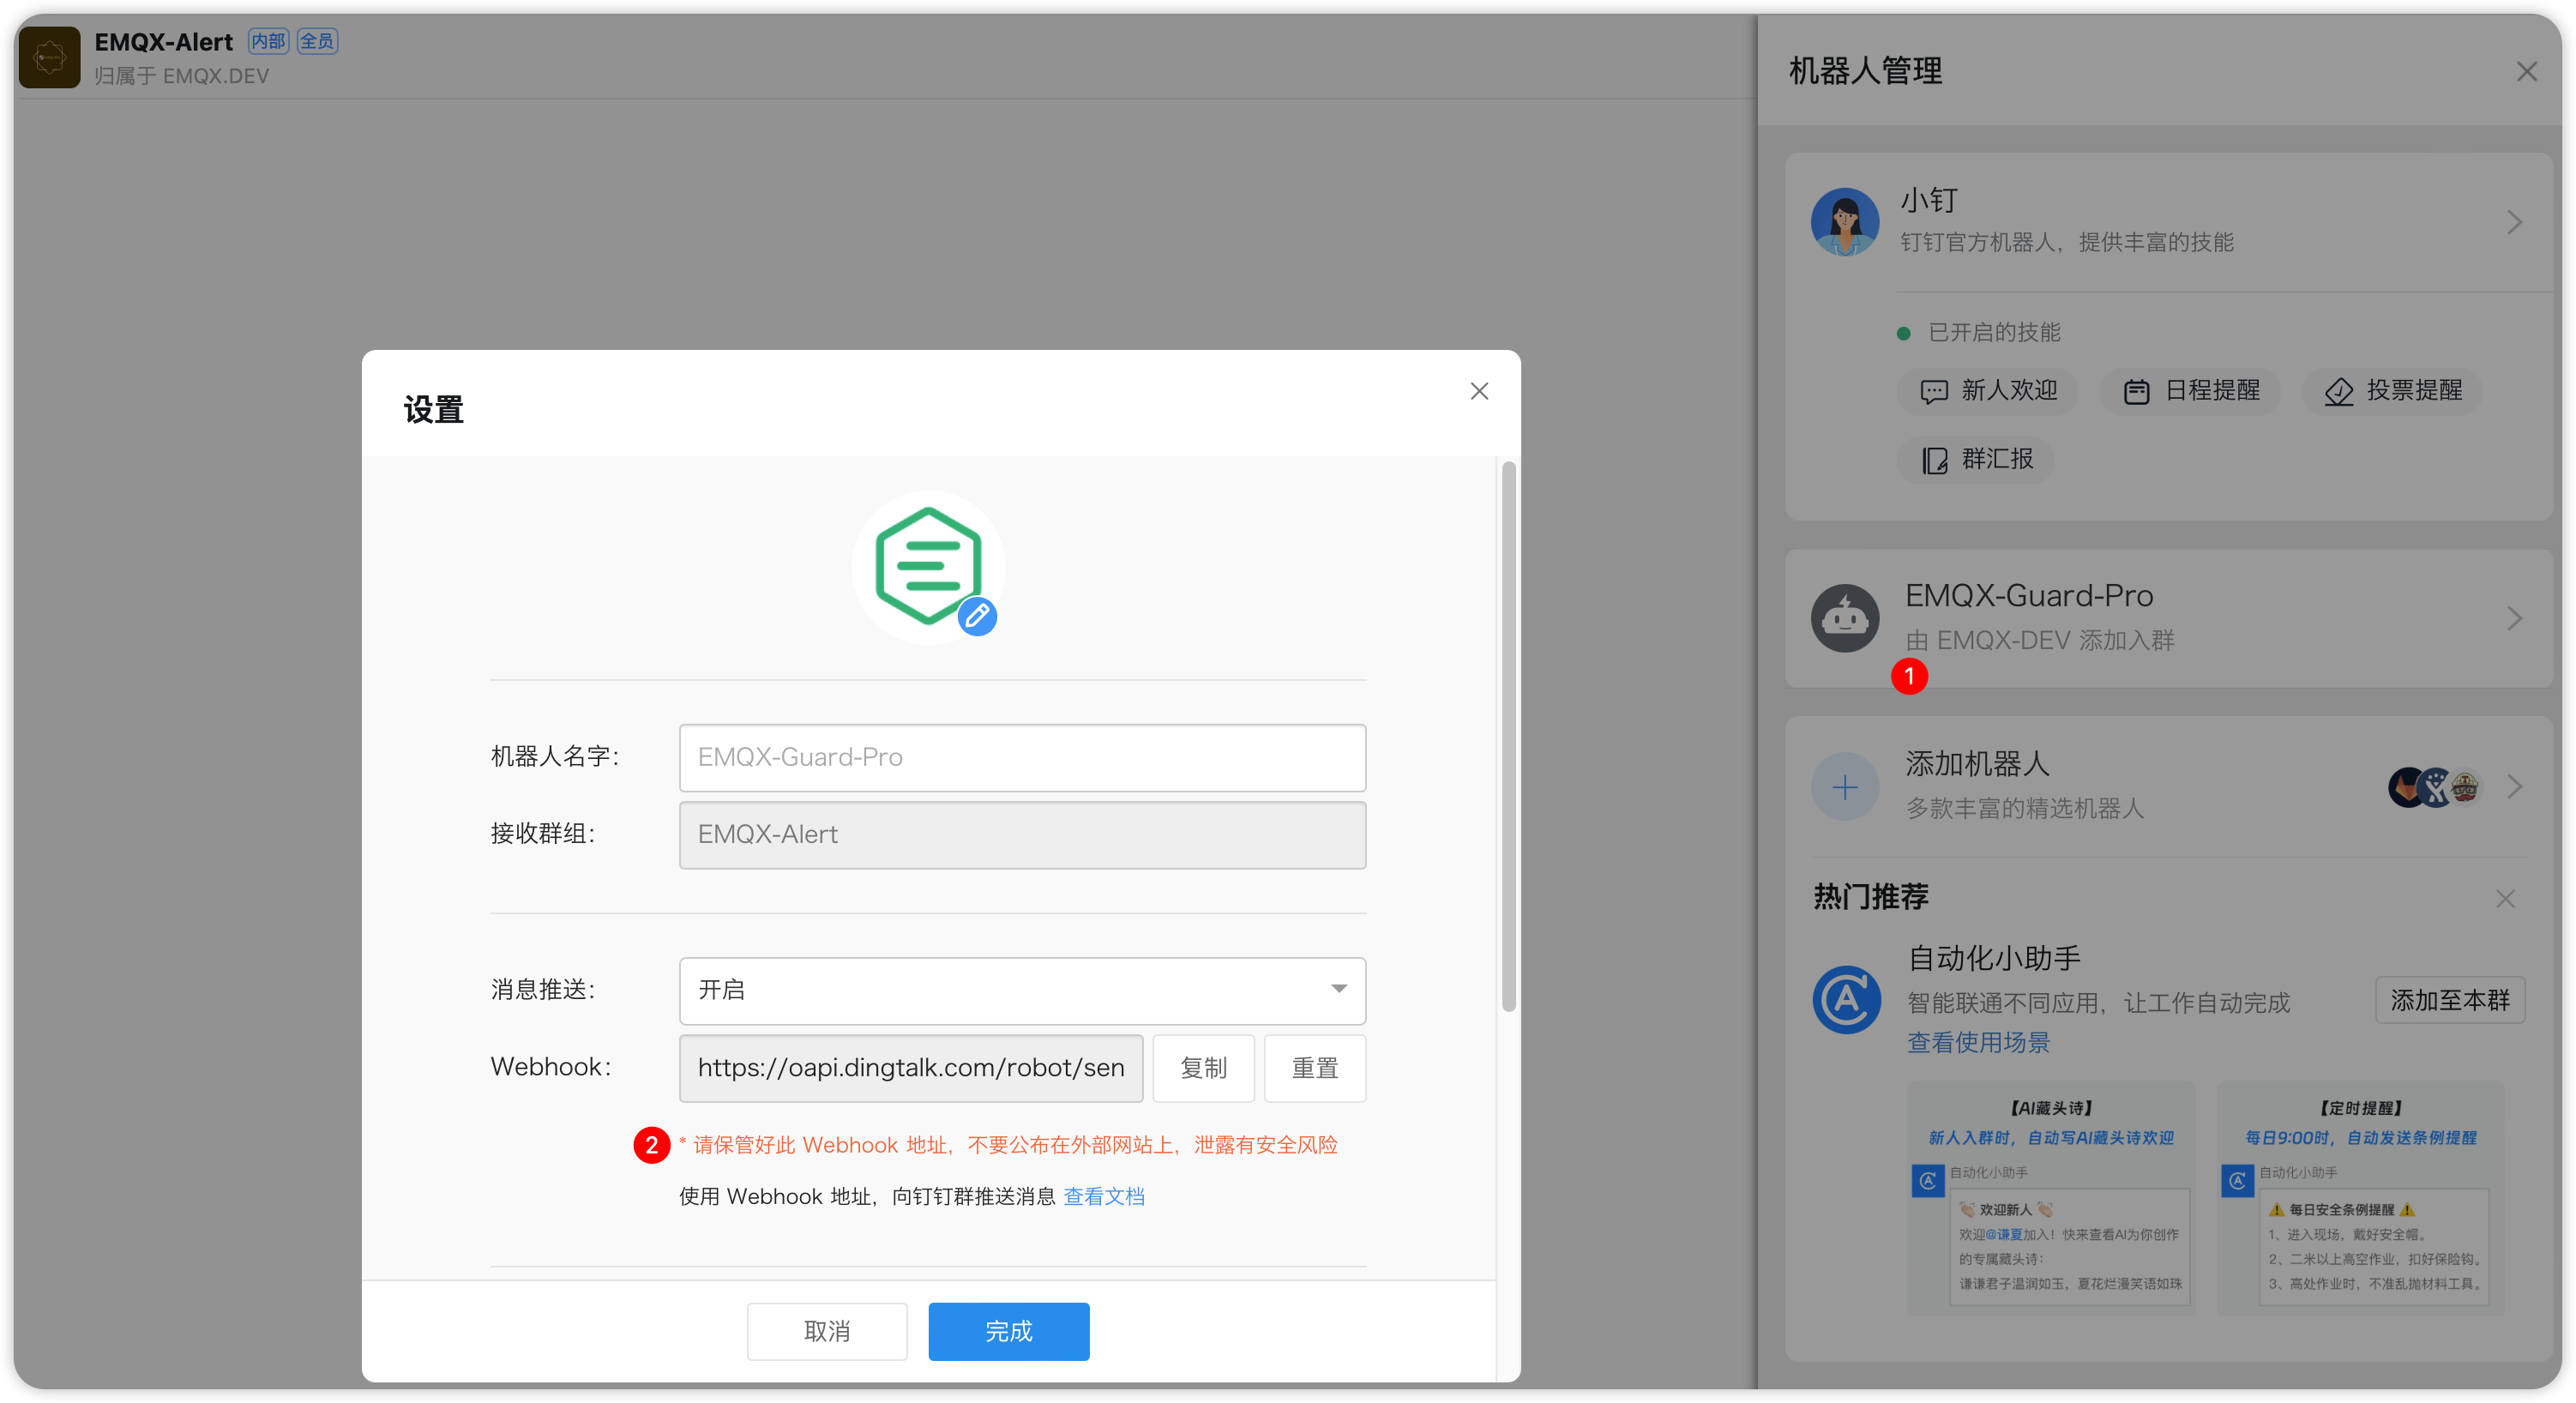 EMQX-Alert 内部 全员
归属于 EMQX.DEV
设置
机器人名字：
EMQX-Guard-Pro
接收群组：
EMQX-Alert
消息推送：
开启
Webhook：
https://oapi.dingtalk.com/robot/sen
复制
重置
2
* 请保管好此 Webhook 地址，不要公布在外部网站上，泄露有安全风险
使用 Webhook 地址，向钉钉群推送消息 查看文档
取消
完成
机器人管理
小钉
钉钉官方机器人，提供丰富的技能
已开启的技能
新人欢迎
日程提醒
投票提醒
群汇报
EMQX-Guard-Pro
由 EMQX-DEV 添加入群
1
添加机器人
多款丰富的精选机器人
热门推荐
自动化小助手
智能联通不同应用，让工作自动完成
查看使用场景
添加至本群
【AI藏头诗】
新人入群时，自动写AI藏头诗欢迎
自动化小助手
欢迎新人
欢迎@谦夏加入！快来查看AI为你创作
的专属藏头诗：
谦谦君子温润如玉，夏花烂漫笑语如珠
【定时提醒】
每日9:00时，自动发送条例提醒
自动化小助手
每日安全条例提醒
1、进入现场，戴好安全帽。
2、二米以上高空作业，扣好保险钩。
3、高处作业时，不准乱抛材料工具。